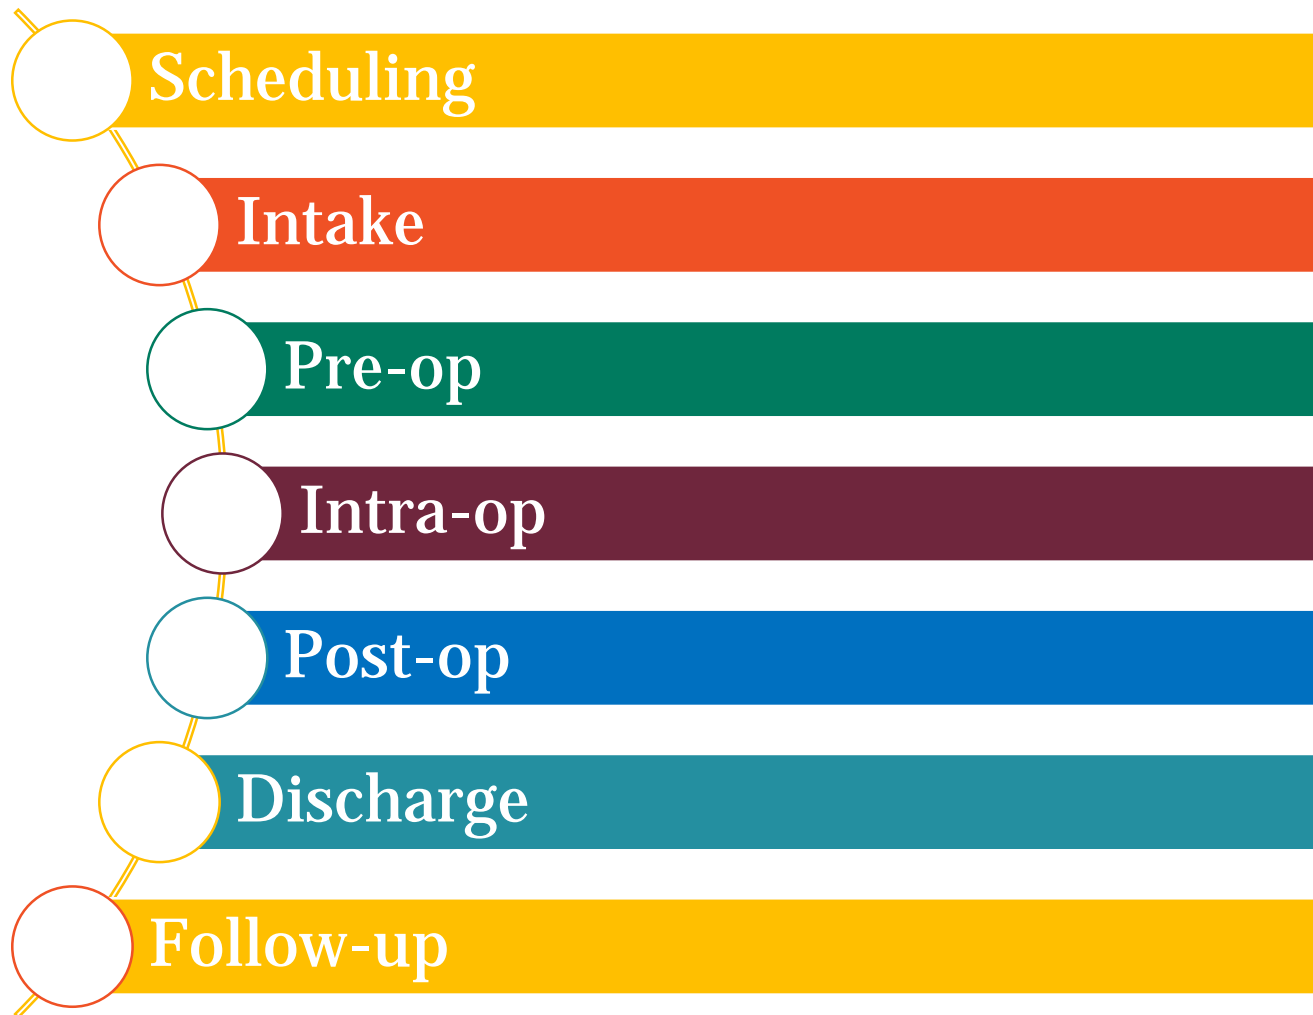 Scheduling
Intake
Pre-op
Intra-op
Post-op
Discharge
Follow-up